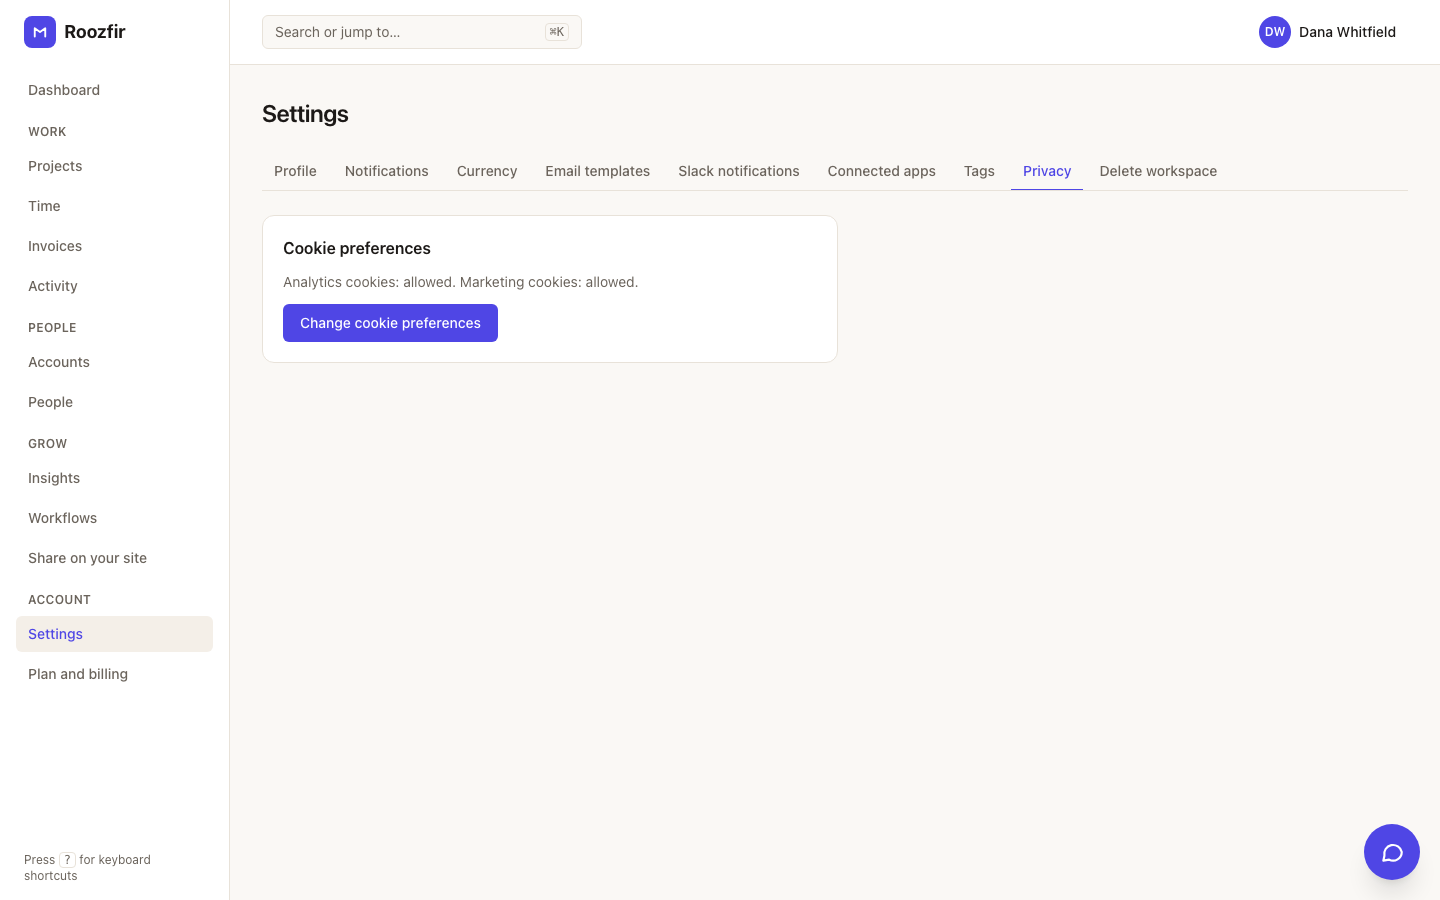 Roozfir
Search or jump to...
⌘K
DW
Dana Whitfield
Dashboard
WORK
Projects
Time
Invoices
Activity
PEOPLE
Accounts
People
GROW
Insights
Workflows
Share on your site
ACCOUNT
Settings
Plan and billing
Press ? for keyboard
shortcuts
Settings
Profile
Notifications
Currency
Email templates
Slack notifications
Connected apps
Tags
Privacy
Delete workspace
Cookie preferences
Analytics cookies: allowed. Marketing cookies: allowed.
Change cookie preferences